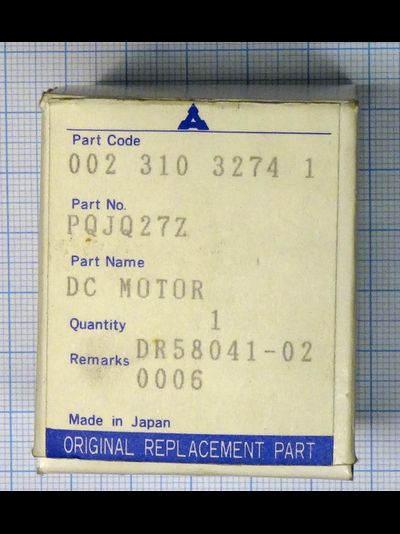 Part Code
002 310 3274 1
Part No.
PQJQ27Z
Part Name
DC MOTOR
Quantity 1
Remarks DR58041-02
0006
Made in Japan
ORIGINAL REPLACEMENT PART